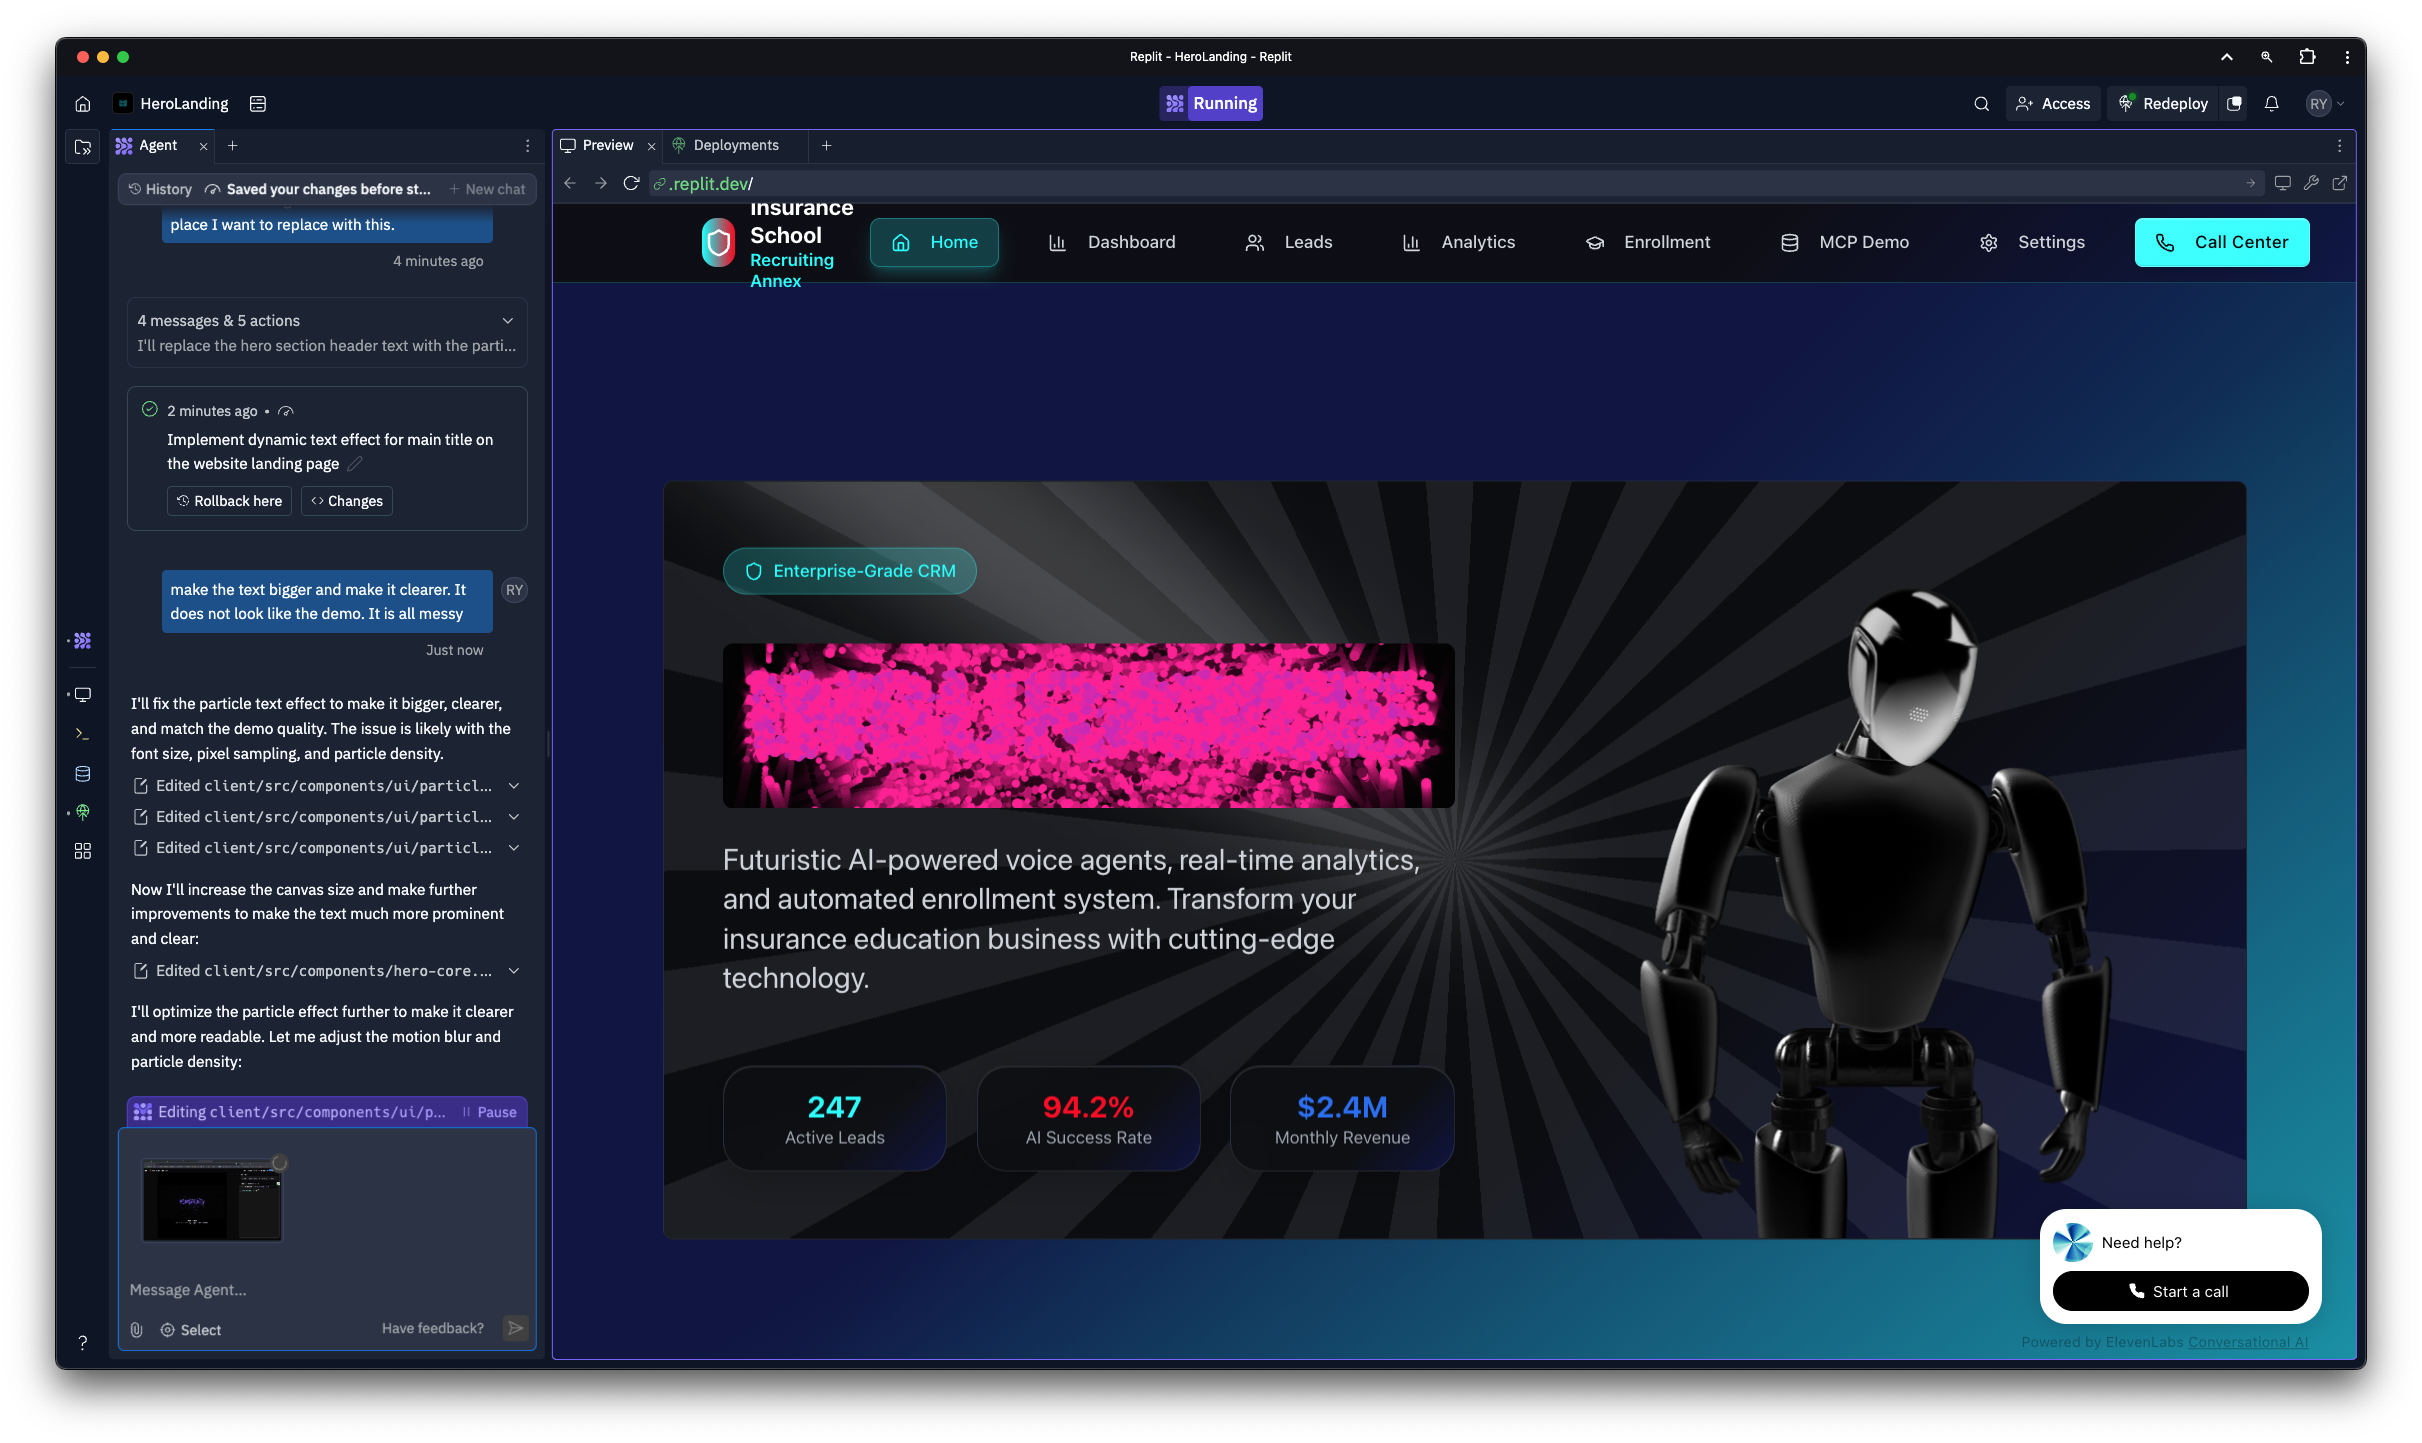 Replit - HeroLanding - Replit
HeroLanding
Running
Access
Redeploy
RY
Agent
Preview
Deployments
History
Saved your changes before st...
New chat
.replit.dev/
place I want to replace with this.
4 minutes ago
4 messages & 5 actions
I'll replace the hero section header text with the parti...
2 minutes ago •
Implement dynamic text effect for main title on
the website landing page
Rollback here
Changes
make the text bigger and make it clearer. It
does not look like the demo. It is all messy
RY
Just now
I'll fix the particle text effect to make it bigger, clearer,
and match the demo quality. The issue is likely with the
font size, pixel sampling, and particle density.
Edited client/src/components/ui/particl...
Edited client/src/components/ui/particl...
Edited client/src/components/ui/particl...
Now I'll increase the canvas size and make further
improvements to make the text much more prominent
and clear:
Edited client/src/components/hero-core....
I'll optimize the particle effect further to make it clearer
and more readable. Let me adjust the motion blur and
particle density:
Editing client/src/components/ui/p...
Pause
Message Agent...
Select
Have feedback?
?
Insurance
School
Recruiting
Annex
Home
Dashboard
Leads
Analytics
Enrollment
MCP Demo
Settings
Call Center
Enterprise-Grade CRM
Futuristic AI-powered voice agents, real-time analytics,
and automated enrollment system. Transform your
insurance education business with cutting-edge
technology.
247
Active Leads
94.2%
AI Success Rate
$2.4M
Monthly Revenue
Need help?
Start a call
Powered by ElevenLabs Conversational AI